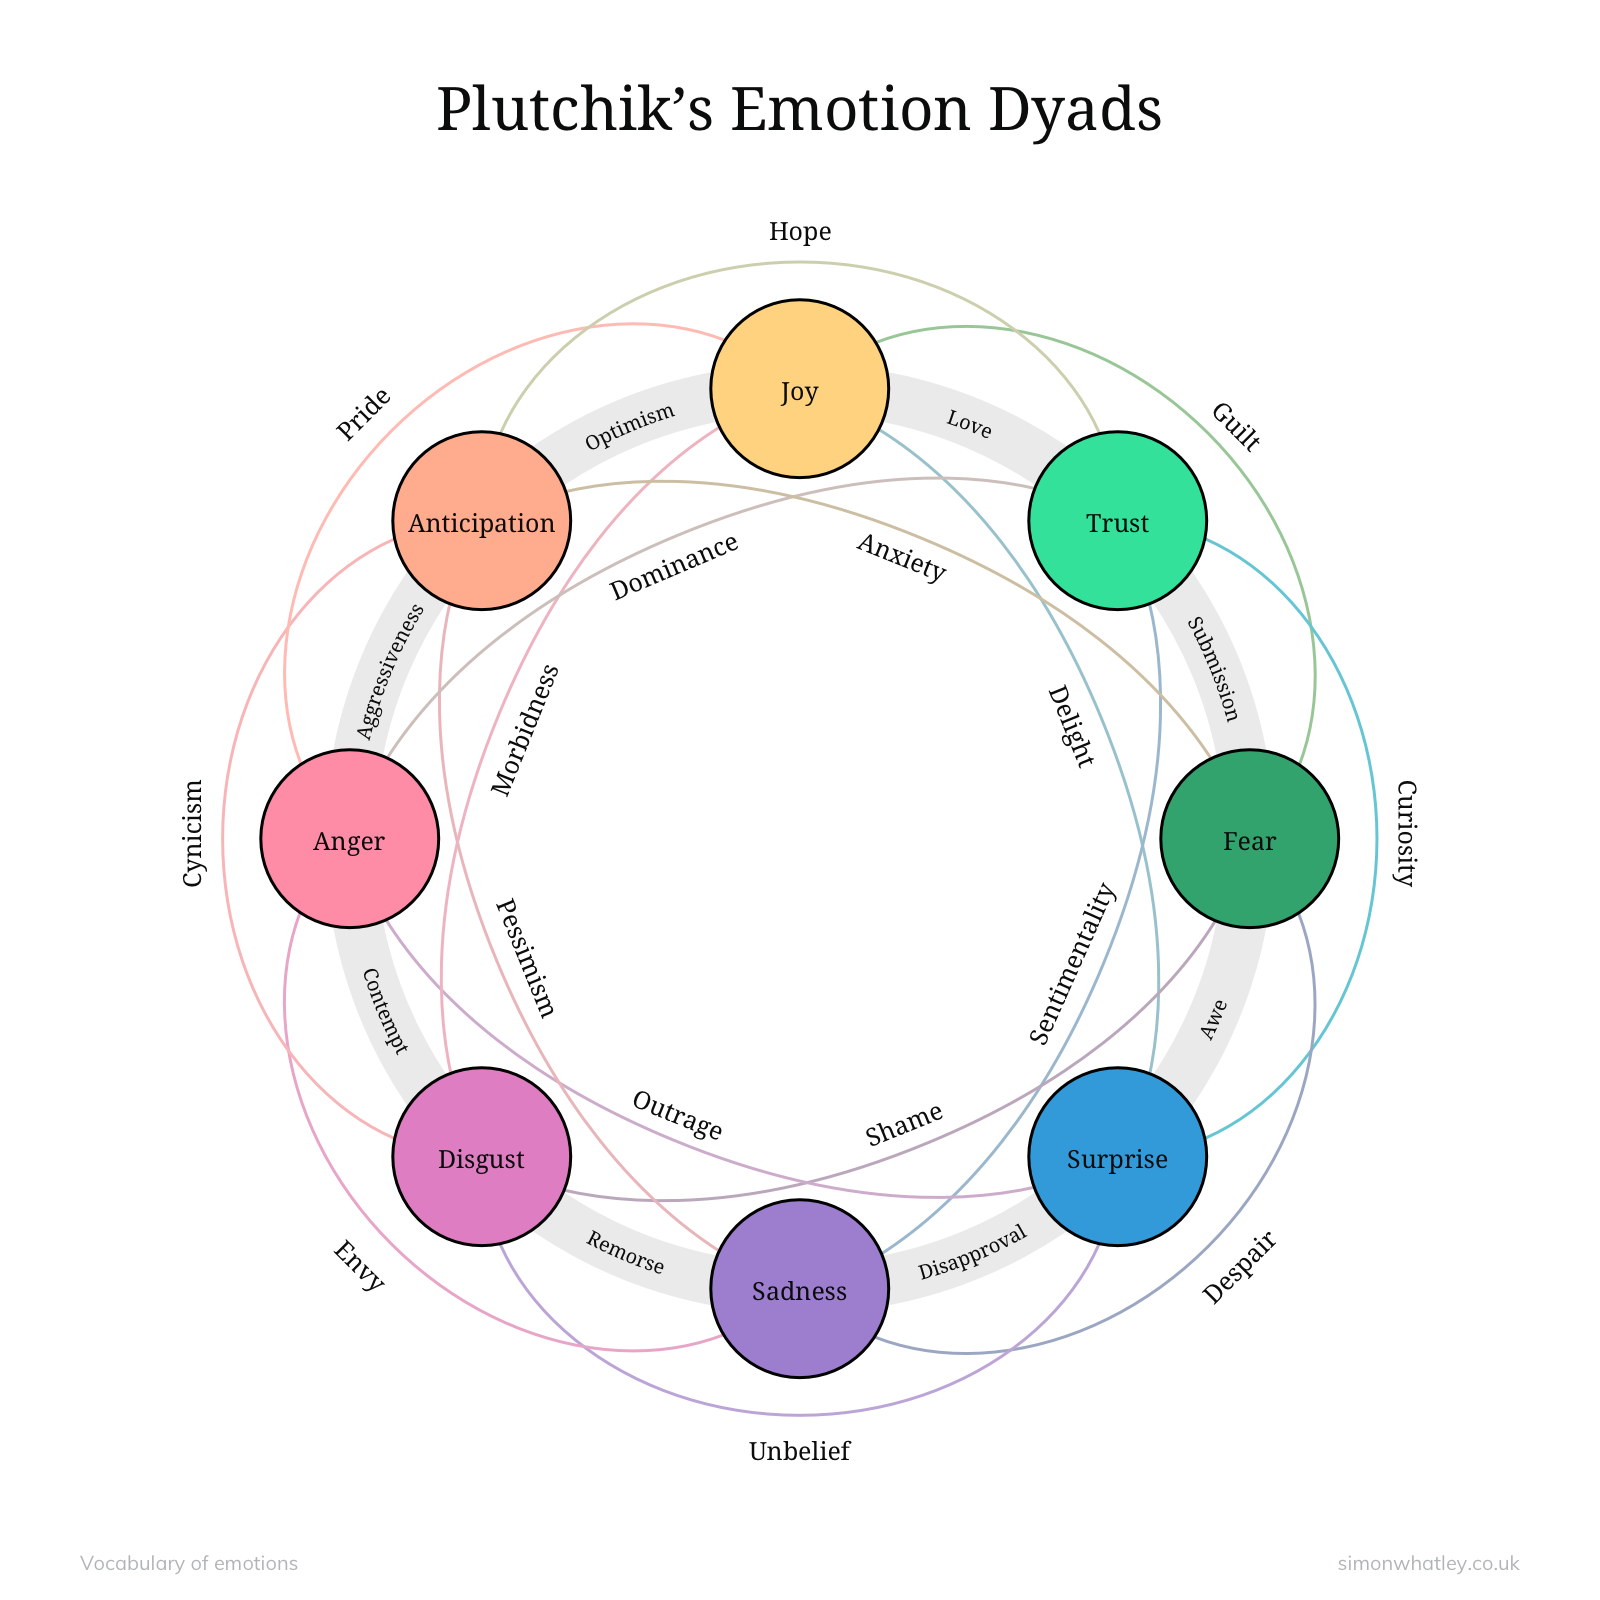 Plutchik’s Emotion Dyads
Hope
Pride
Guilt
Joy
Optimism
Love
Anticipation
Trust
Dominance
Anxiety
Aggressiveness
Submission
Morbidness
Delight
Cynicism
Anger
Fear
Curiosity
Pessimism
Sentimentality
Contempt
Awe
Outrage
Shame
Disgust
Surprise
Remorse
Disapproval
Envy
Sadness
Despair
Unbelief
Vocabulary of emotions
simonwhatley.co.uk